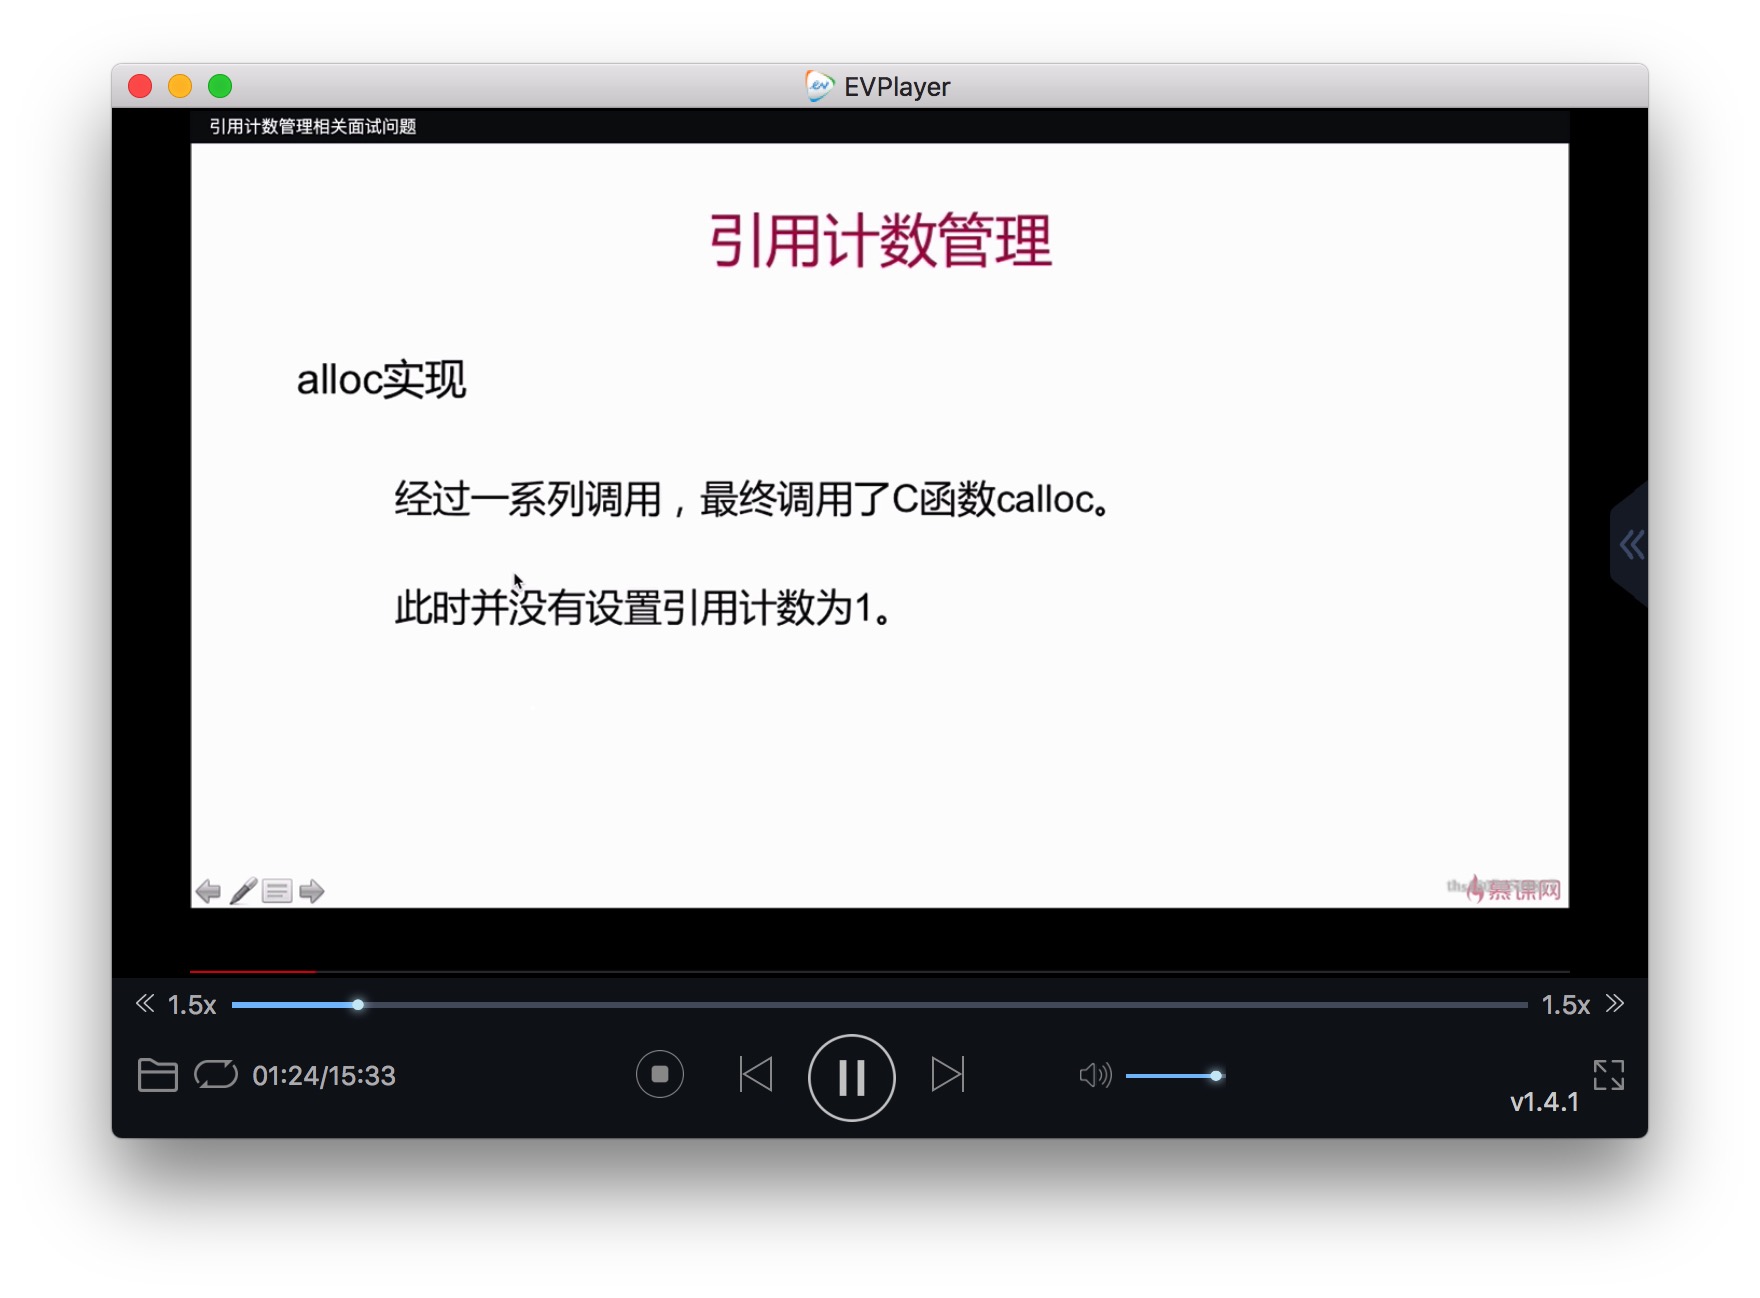 EVPlayer
引用计数管理相关面试问题
引用计数管理
alloc实现
经过一系列调用，最终调用了C函数calloc。
此时并没有设置引用计数为1。
慕课网
1.5x
1.5x
01:24/15:33
v1.4.1